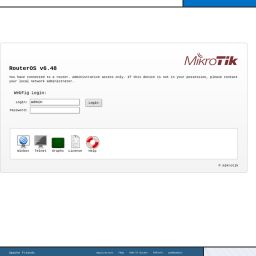 MikroTik
RouterOS v6.48
You have connected to a router. Administrative access only. If this device is not in your possession, please contact
your local network administrator.
WebFig Login:
Login: admin Login
Password:
Winbox Telnet Graphs License Help
© mikrotik
Apache Friends